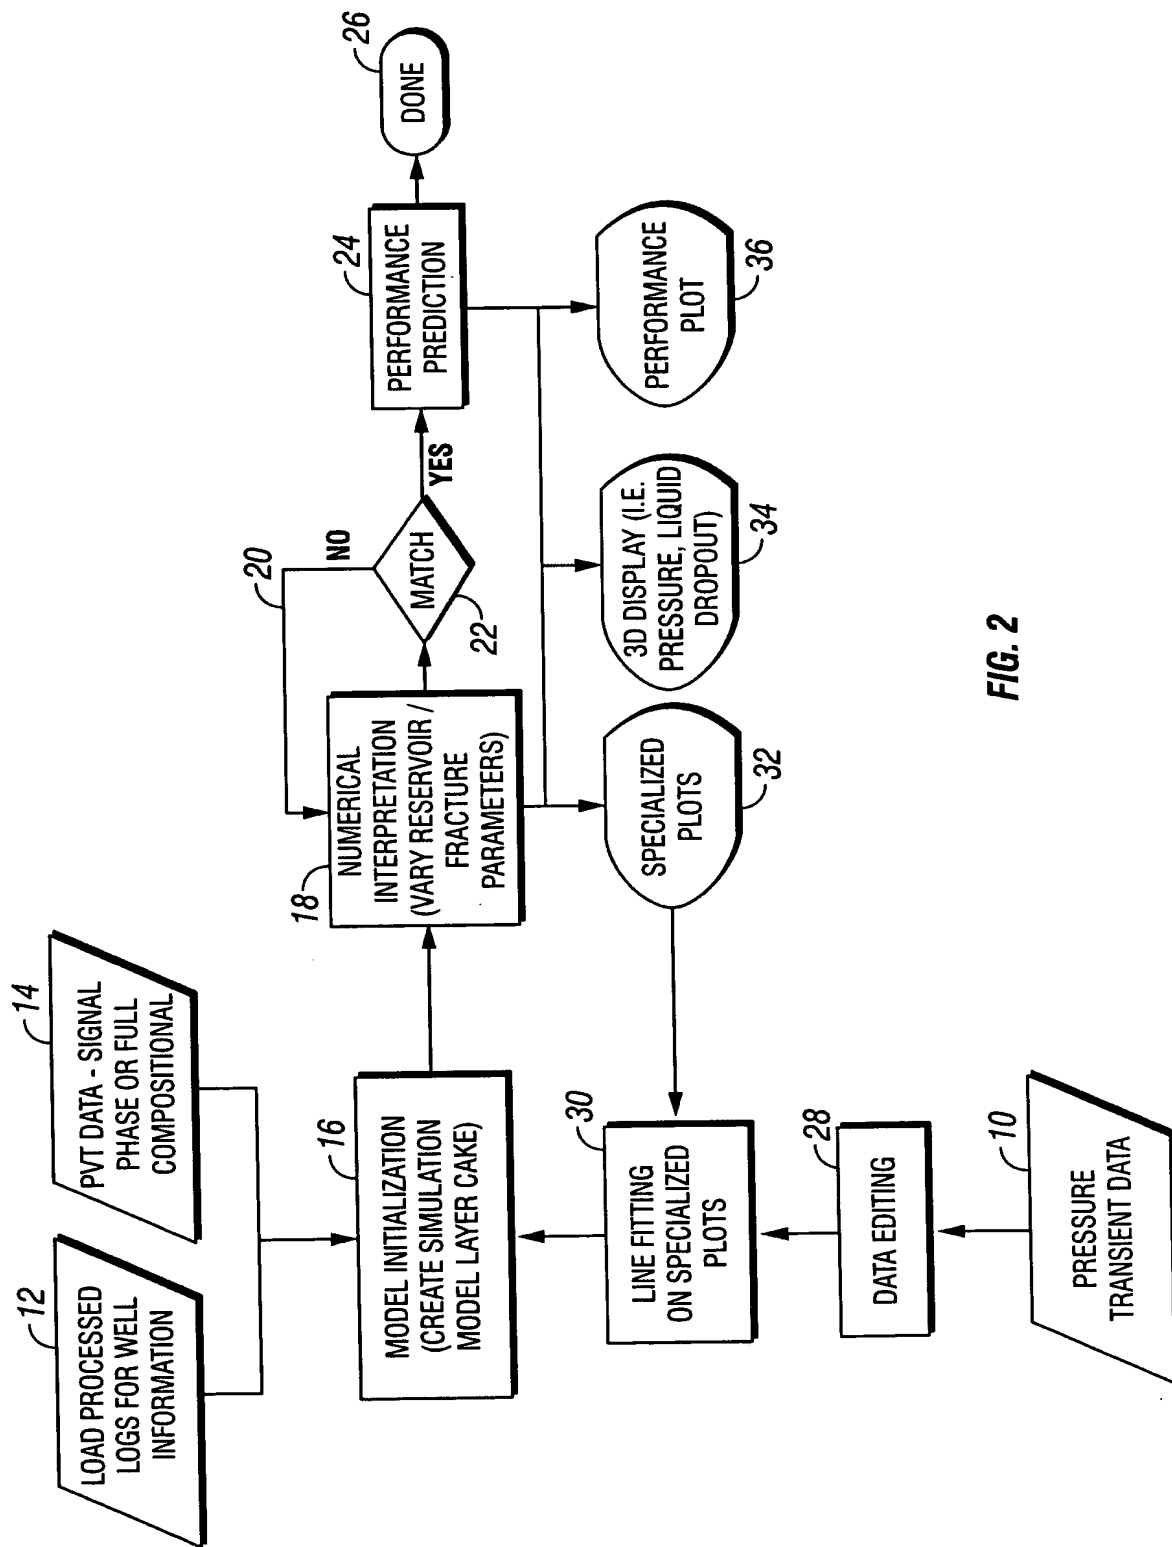 12
LOAD PROCESSED
LOGS FOR WELL
INFORMATION
14
PVT DATA - SIGNAL
PHASE OR FULL
COMPOSITIONAL
16
MODEL INITIALIZATION
(CREATE SIMULATION
MODEL LAYER CAKE)
18
NUMERICAL
INTERPRETATION
(VARY RESERVOIR /
FRACTURE
PARAMETERS)
20
NO
MATCH
22
YES
24
PERFORMANCE
PREDICTION
26
DONE
30
LINE FITTING
ON SPECIALIZED
PLOTS
SPECIALIZED
PLOTS
32
3D DISPLAY (I.E.
PRESSURE, LIQUID
DROPOUT)
34
PERFORMANCE
PLOT
36
28
DATA EDITING
10
PRESSURE
TRANSIENT DATA
FIG. 2